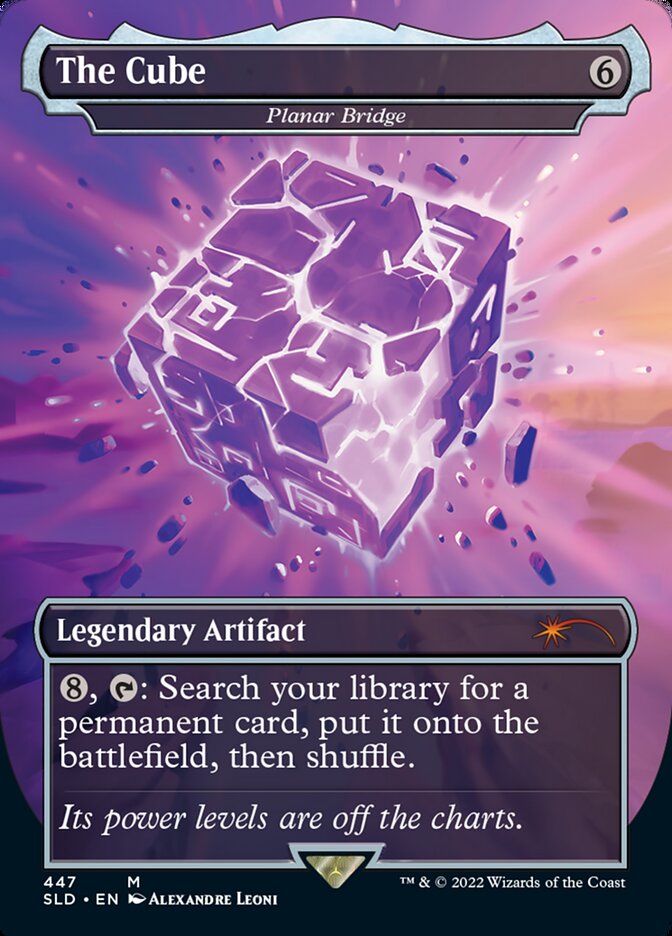 The Cube 6
Planar Bridge
Legendary Artifact
8, : Search your library for a
permanent card, put it onto the
battlefield, then shuffle.
Its power levels are off the charts.
447 M
SLD • EN Alexandre Leoni
™ & © 2022 Wizards of the Coast